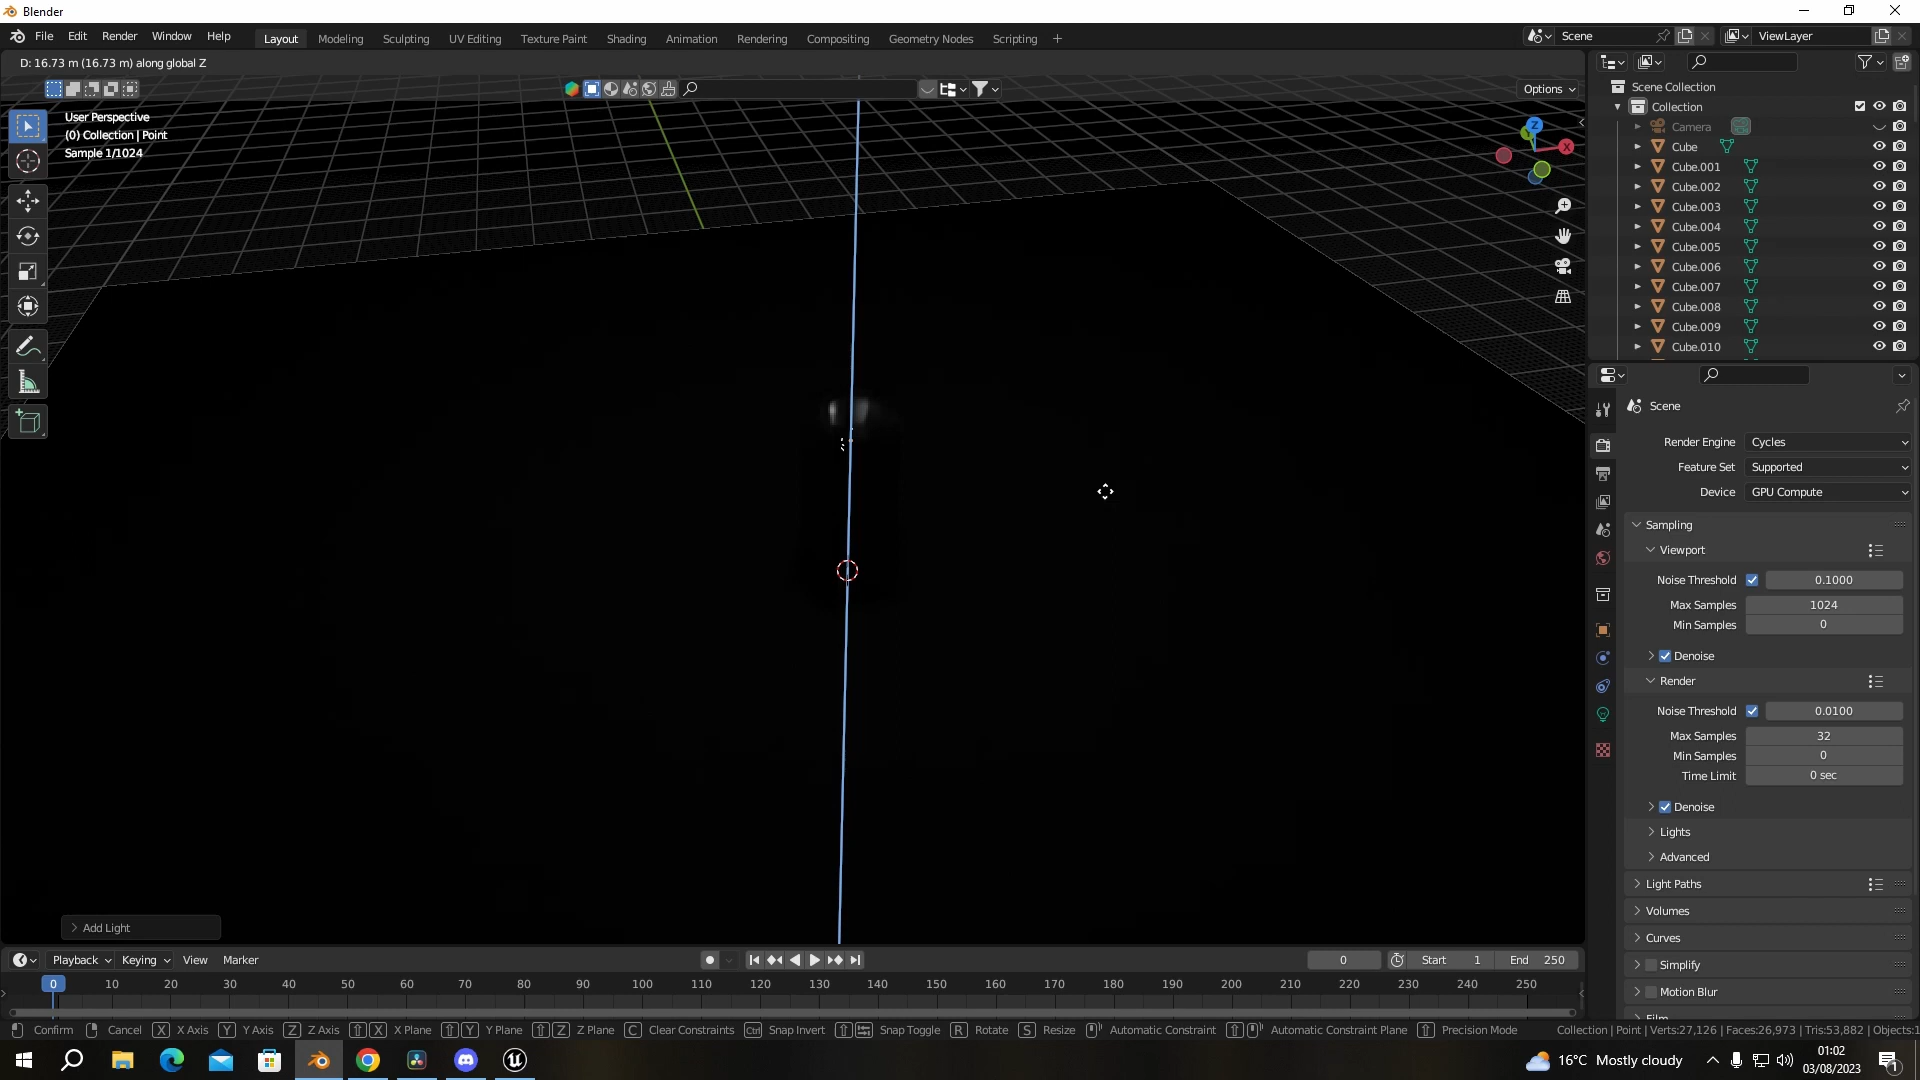 Blender
File Edit Render Window Help Layout Modeling Sculpting UV Editing Texture Paint Shading Animation Rendering Compositing Geometry Nodes Scripting + Scene ViewLayer
D: 16.73 m (16.73 m) along global Z
Options
User Perspective
(0) Collection | Point
Sample 1/1024
Z
Y
X
Scene Collection
Collection
Camera
Cube
Cube.001
Cube.002
Cube.003
Cube.004
Cube.005
Cube.006
Cube.007
Cube.008
Cube.009
Cube.010
Scene
Render Engine Cycles
Feature Set Supported
Device GPU Compute
Sampling
Viewport
Noise Threshold 0.1000
Max Samples 1024
Min Samples 0
Denoise
Render
Noise Threshold 0.0100
Max Samples 32
Min Samples 0
Time Limit 0 sec
Denoise
Lights
Advanced
Light Paths
Volumes
Curves
Simplify
Motion Blur
Film
Add Light
Playback Keying View Marker 0 Start 1 End 250
0 10 20 30 40 50 60 70 80 90 100 110 120 130 140 150 160 170 180 190 200 210 220 230 240 250
Confirm Cancel X X Axis Y Y Axis Z Z Axis X X Plane Y Y Plane Z Z Plane C Clear Constraints Ctrl Snap Invert Snap Toggle R Rotate S Resize Automatic Constraint Automatic Constraint Plane Precision Mode Collection | Point | Verts:27,126 | Faces:26,973 | Tris:53,882 | Objects:1
16°C Mostly cloudy
01:02
03/08/2023
1